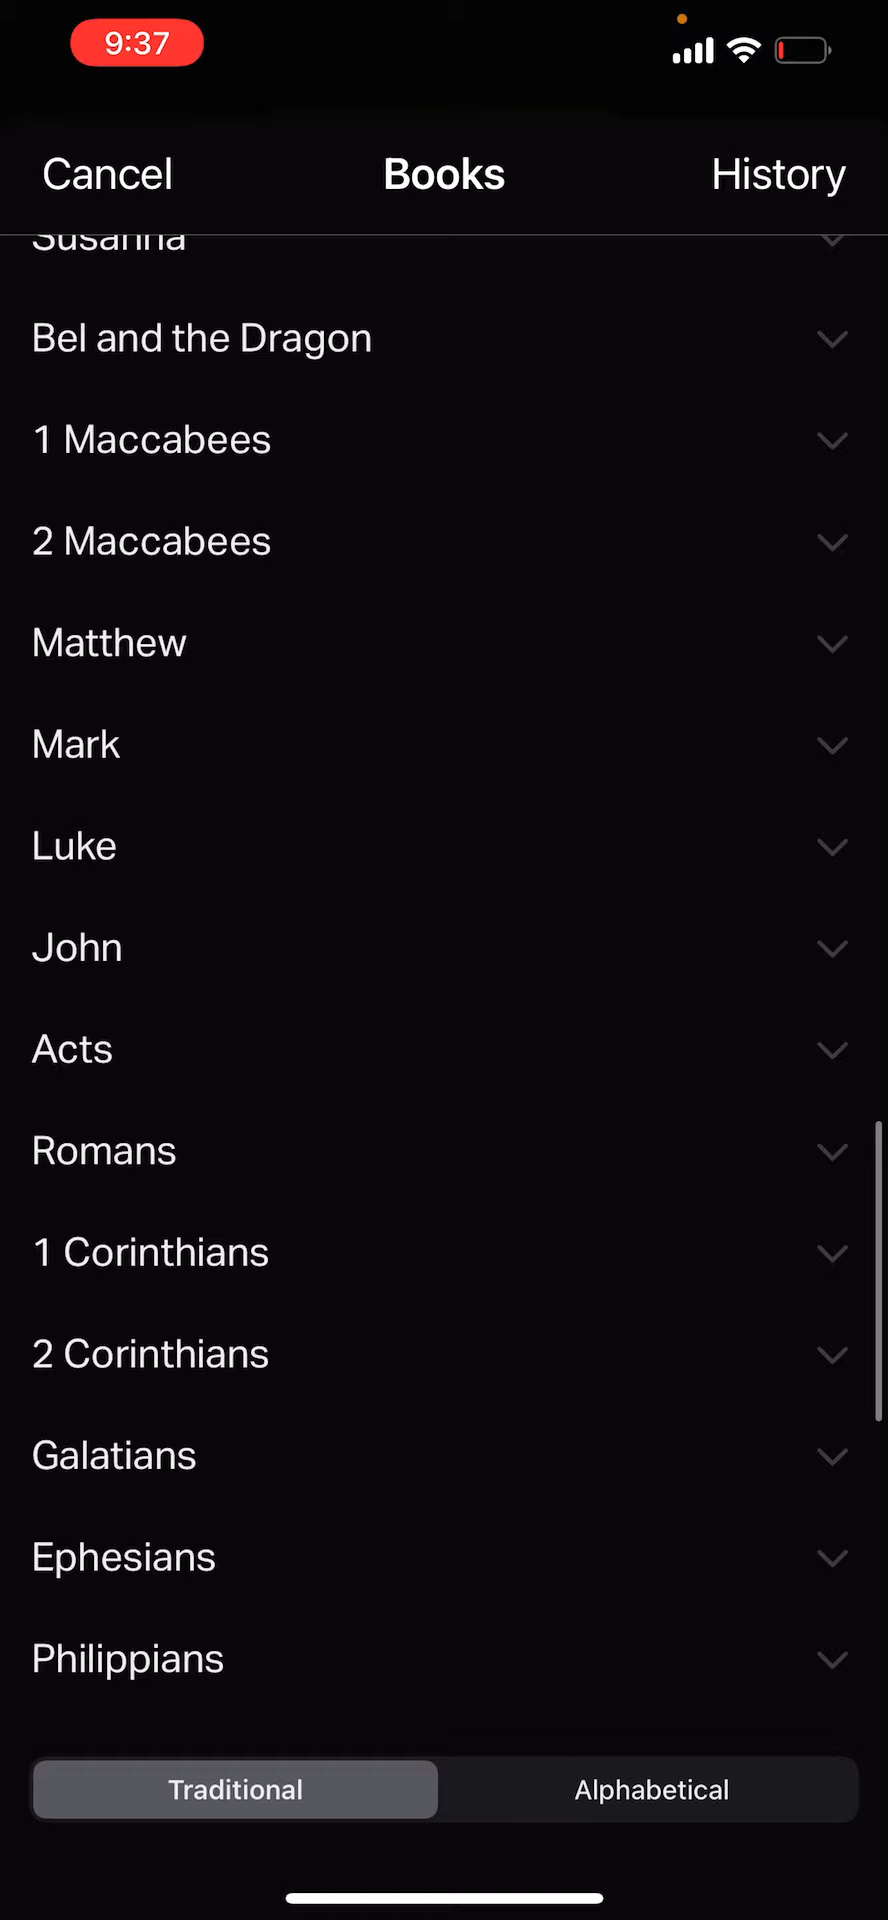 9:37
Cancel Books History
Susanna
Bel and the Dragon
1 Maccabees
2 Maccabees
Matthew
Mark
Luke
John
Acts
Romans
1 Corinthians
2 Corinthians
Galatians
Ephesians
Philippians
Traditional Alphabetical